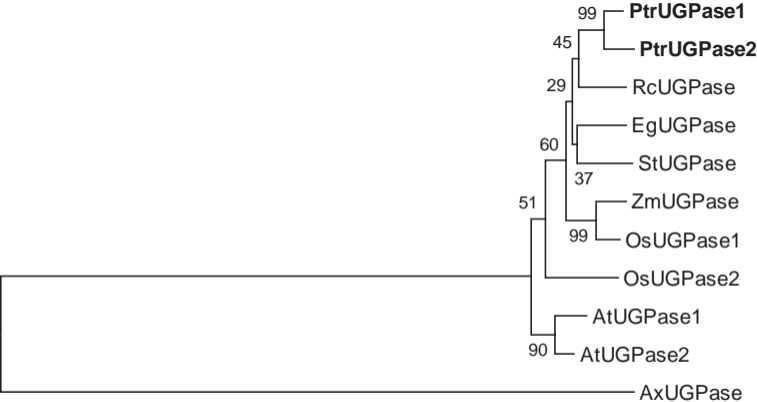 99
PtrUGPase1
45
PtrUGPase2
29
RcUGPase
EgUGPase
60
StUGPase
37
51
ZmUGPase
99
OsUGPase1
OsUGPase2
AtUGPase1
90
AtUGPase2
AxUGPase